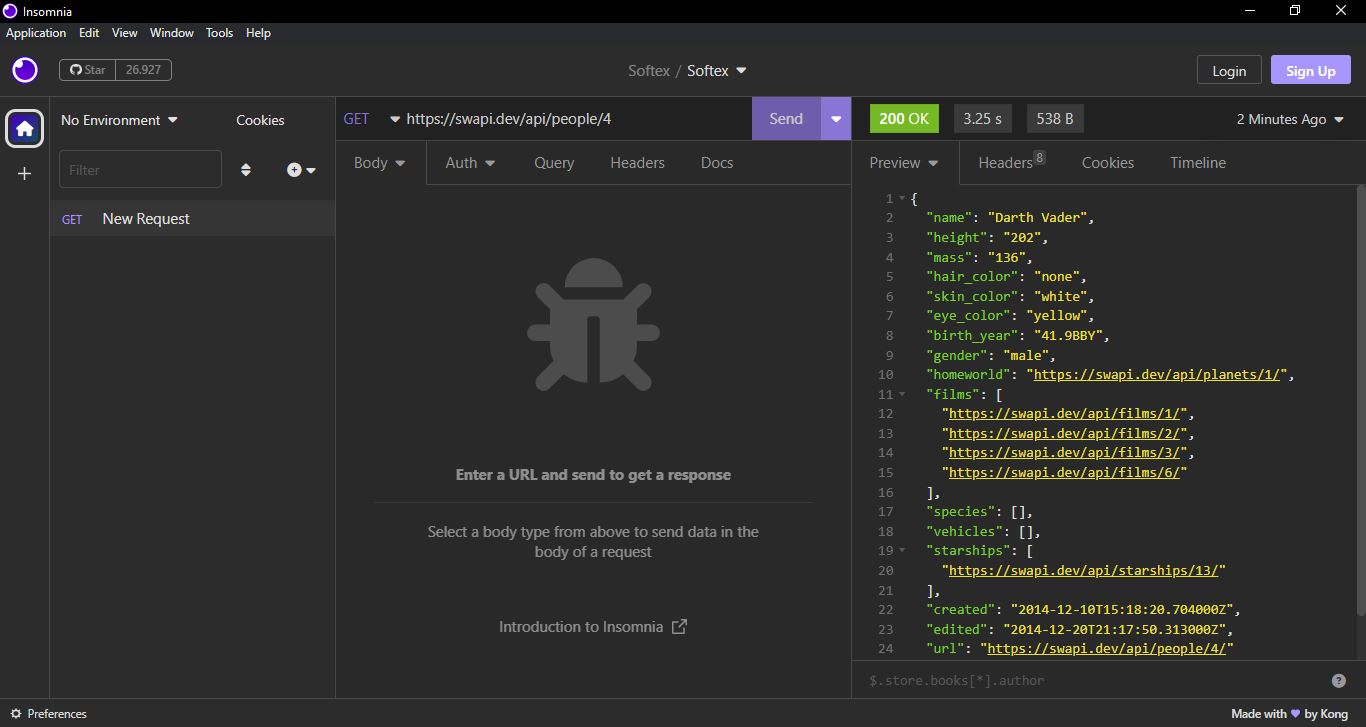 Insomnia
Application Edit View Window Tools Help
Star 26.927
Softex / Softex
Login Sign Up
No Environment
Cookies
Filter
GET New Request
GET https://swapi.dev/api/people/4 Send
Body Auth Query Headers Docs
Enter a URL and send to get a response
Select a body type from above to send data in the
body of a request
Introduction to Insomnia
200 OK 3.25 s 538 B 2 Minutes Ago
Preview Headers 8 Cookies Timeline
1 {
2 "name": "Darth Vader",
3 "height": "202",
4 "mass": "136",
5 "hair_color": "none",
6 "skin_color": "white",
7 "eye_color": "yellow",
8 "birth_year": "41.9BBY",
9 "gender": "male",
10 "homeworld": "https://swapi.dev/api/planets/1/",
11 "films": [
12 "https://swapi.dev/api/films/1/",
13 "https://swapi.dev/api/films/2/",
14 "https://swapi.dev/api/films/3/",
15 "https://swapi.dev/api/films/6/"
16 ],
17 "species": [],
18 "vehicles": [],
19 "starships": [
20 "https://swapi.dev/api/starships/13/"
21 ],
22 "created": "2014-12-10T15:18:20.704000Z",
23 "edited": "2014-12-20T21:17:50.313000Z",
24 "url": "https://swapi.dev/api/people/4/"
$.store.books[*].author ?
Preferences
Made with ♥ by Kong